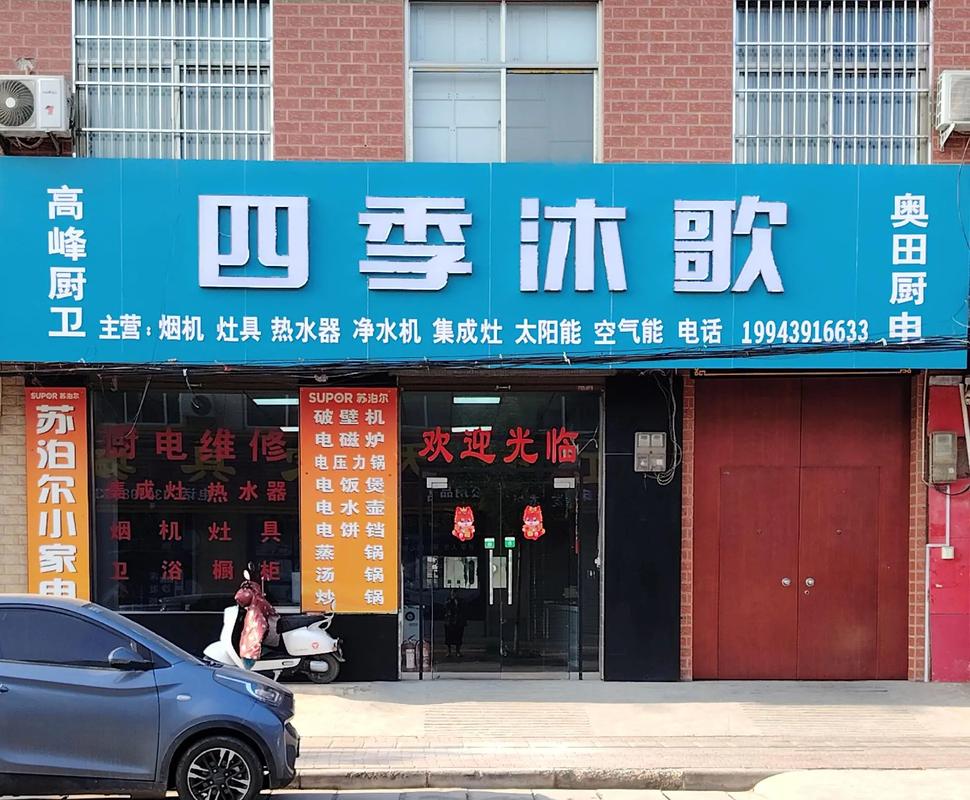 高峰厨卫
四季沐歌
奥田厨电
主营：烟机 灶具 热水器 净水机 集成灶 太阳能 空气能 电话 19943916633
SUPOR 苏泊尔
苏泊尔小家电
厨电维修
集成灶 热水器
烟机灶具
卫浴橱柜
SUPOR 苏泊尔
破壁机
电磁炉
电压力锅
电饭煲
电水壶
电饼铛
蒸锅
汤锅
炒锅
欢迎光临